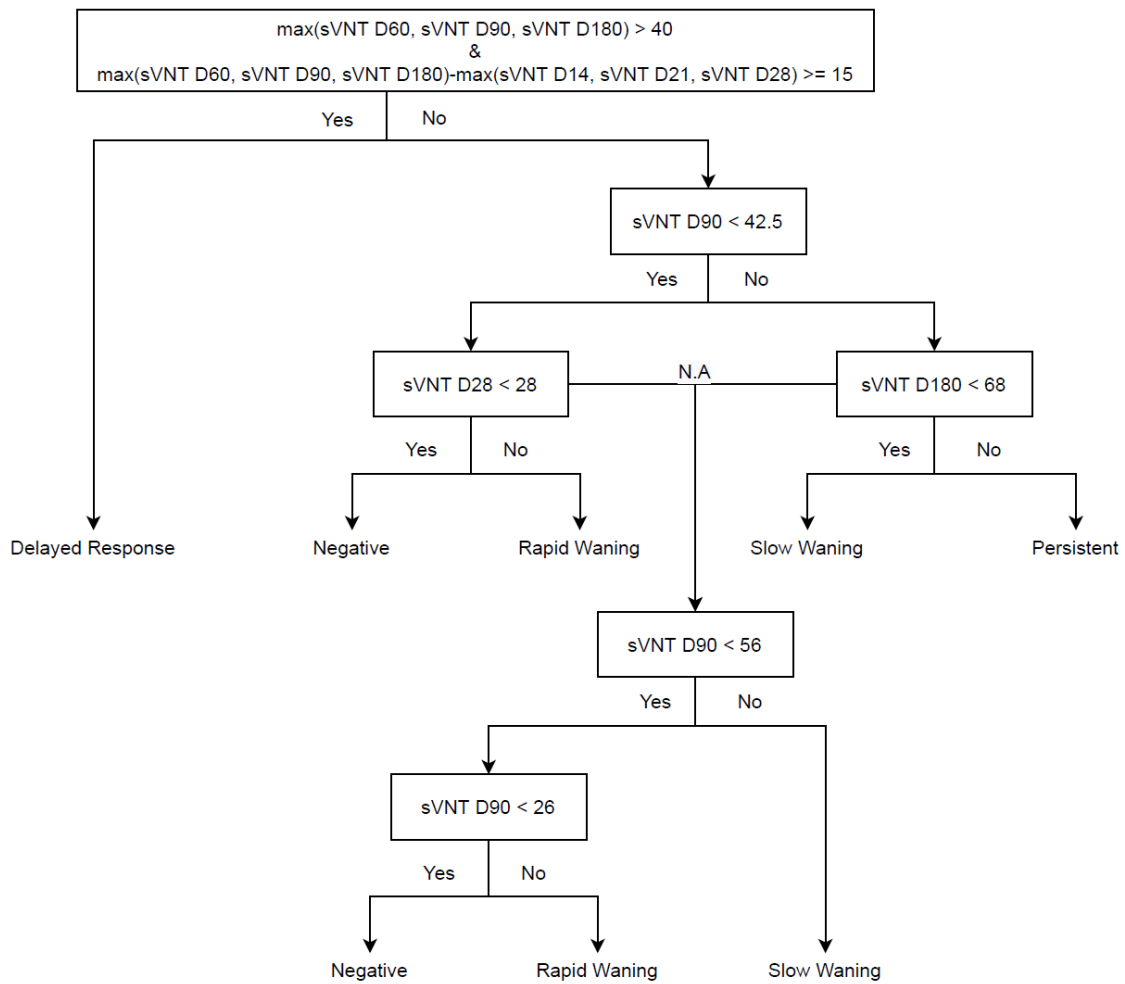 max(sVNT D60, sVNT D90, sVNT D180) > 40
&
max(sVNT D60, sVNT D90, sVNT D180)-max(sVNT D14, sVNT D21, sVNT D28) >= 15
Yes No
sVNT D90 < 42.5
Yes No
sVNT D28 < 28
N.A
sVNT D180 < 68
Yes No
Yes No
Delayed Response
Negative
Rapid Waning
Slow Waning
Persistent
sVNT D90 < 56
Yes No
sVNT D90 < 26
Yes No
Negative
Rapid Waning
Slow Waning